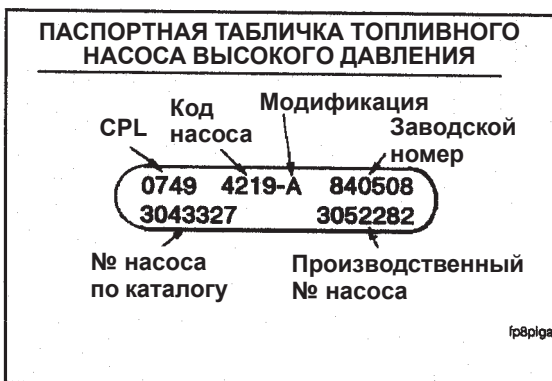 ПАСПОРТНАЯ ТАБЛИЧКА ТОПЛИВНОГО
НАСОСА ВЫСОКОГО ДАВЛЕНИЯ
CPL
Код
насоса
Модификация
Заводской
номер
0749 4219-A 840508
3043327 3052282
№ насоса
по каталогу
Производственный
№ насоса
fp8plga